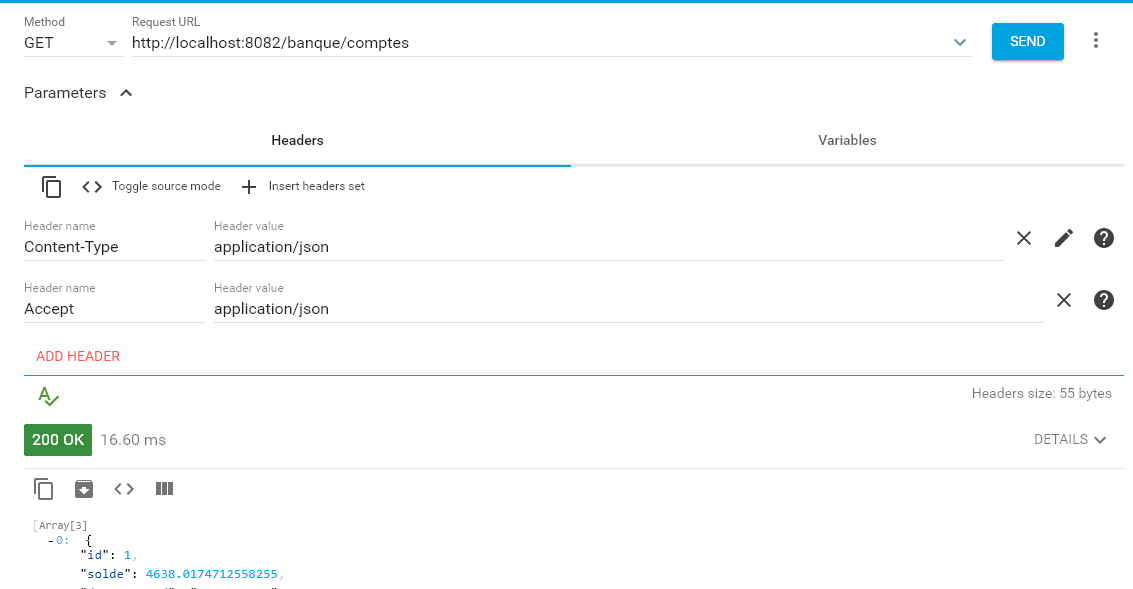 Method Request URL
GET http://localhost:8082/banque/comptes
SEND
Parameters
Headers Variables
Toggle source mode Insert headers set
Header name Header value
Content-Type application/json
Header name Header value
Accept application/json
ADD HEADER
Headers size: 55 bytes
200 OK 16.60 ms DETAILS
[Array[3]
-0: {
"id": 1,
"solde": 4638.0174712558255,